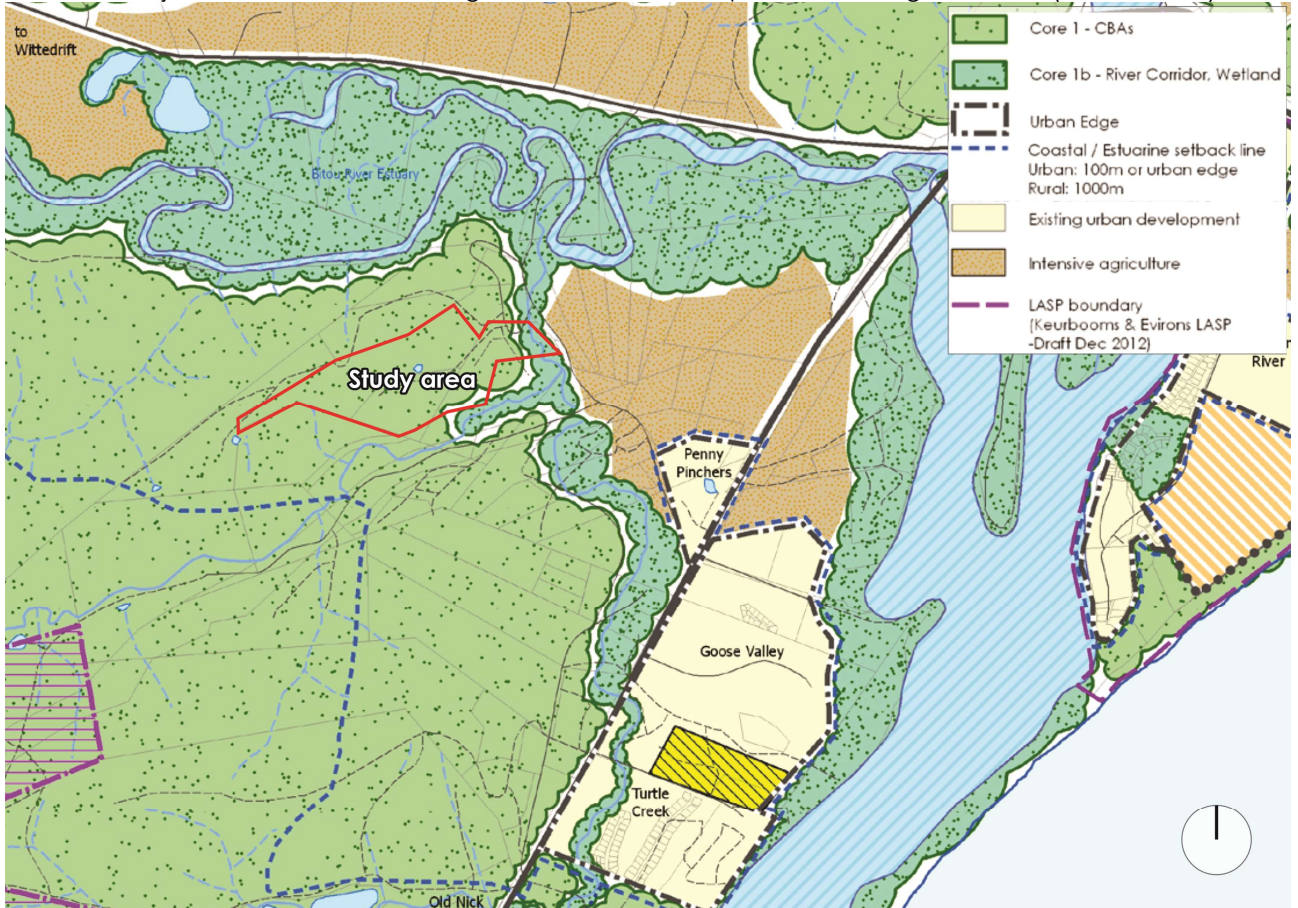 to
Wittedrift
Bitou River Estuary
Study area
Penny
Pinchers
Goose Valley
Turtle
Creek
Old Nick
River
Core 1 - CBAs
Core 1b - River Corridor, Wetland
Urban Edge
Coastal / Estuarine setback line
Urban: 100m or urban edge
Rural: 1000m
Existing urban development
Intensive agriculture
LASP boundary
(Keurbooms & Evirons LASP
-Draft Dec 2012)